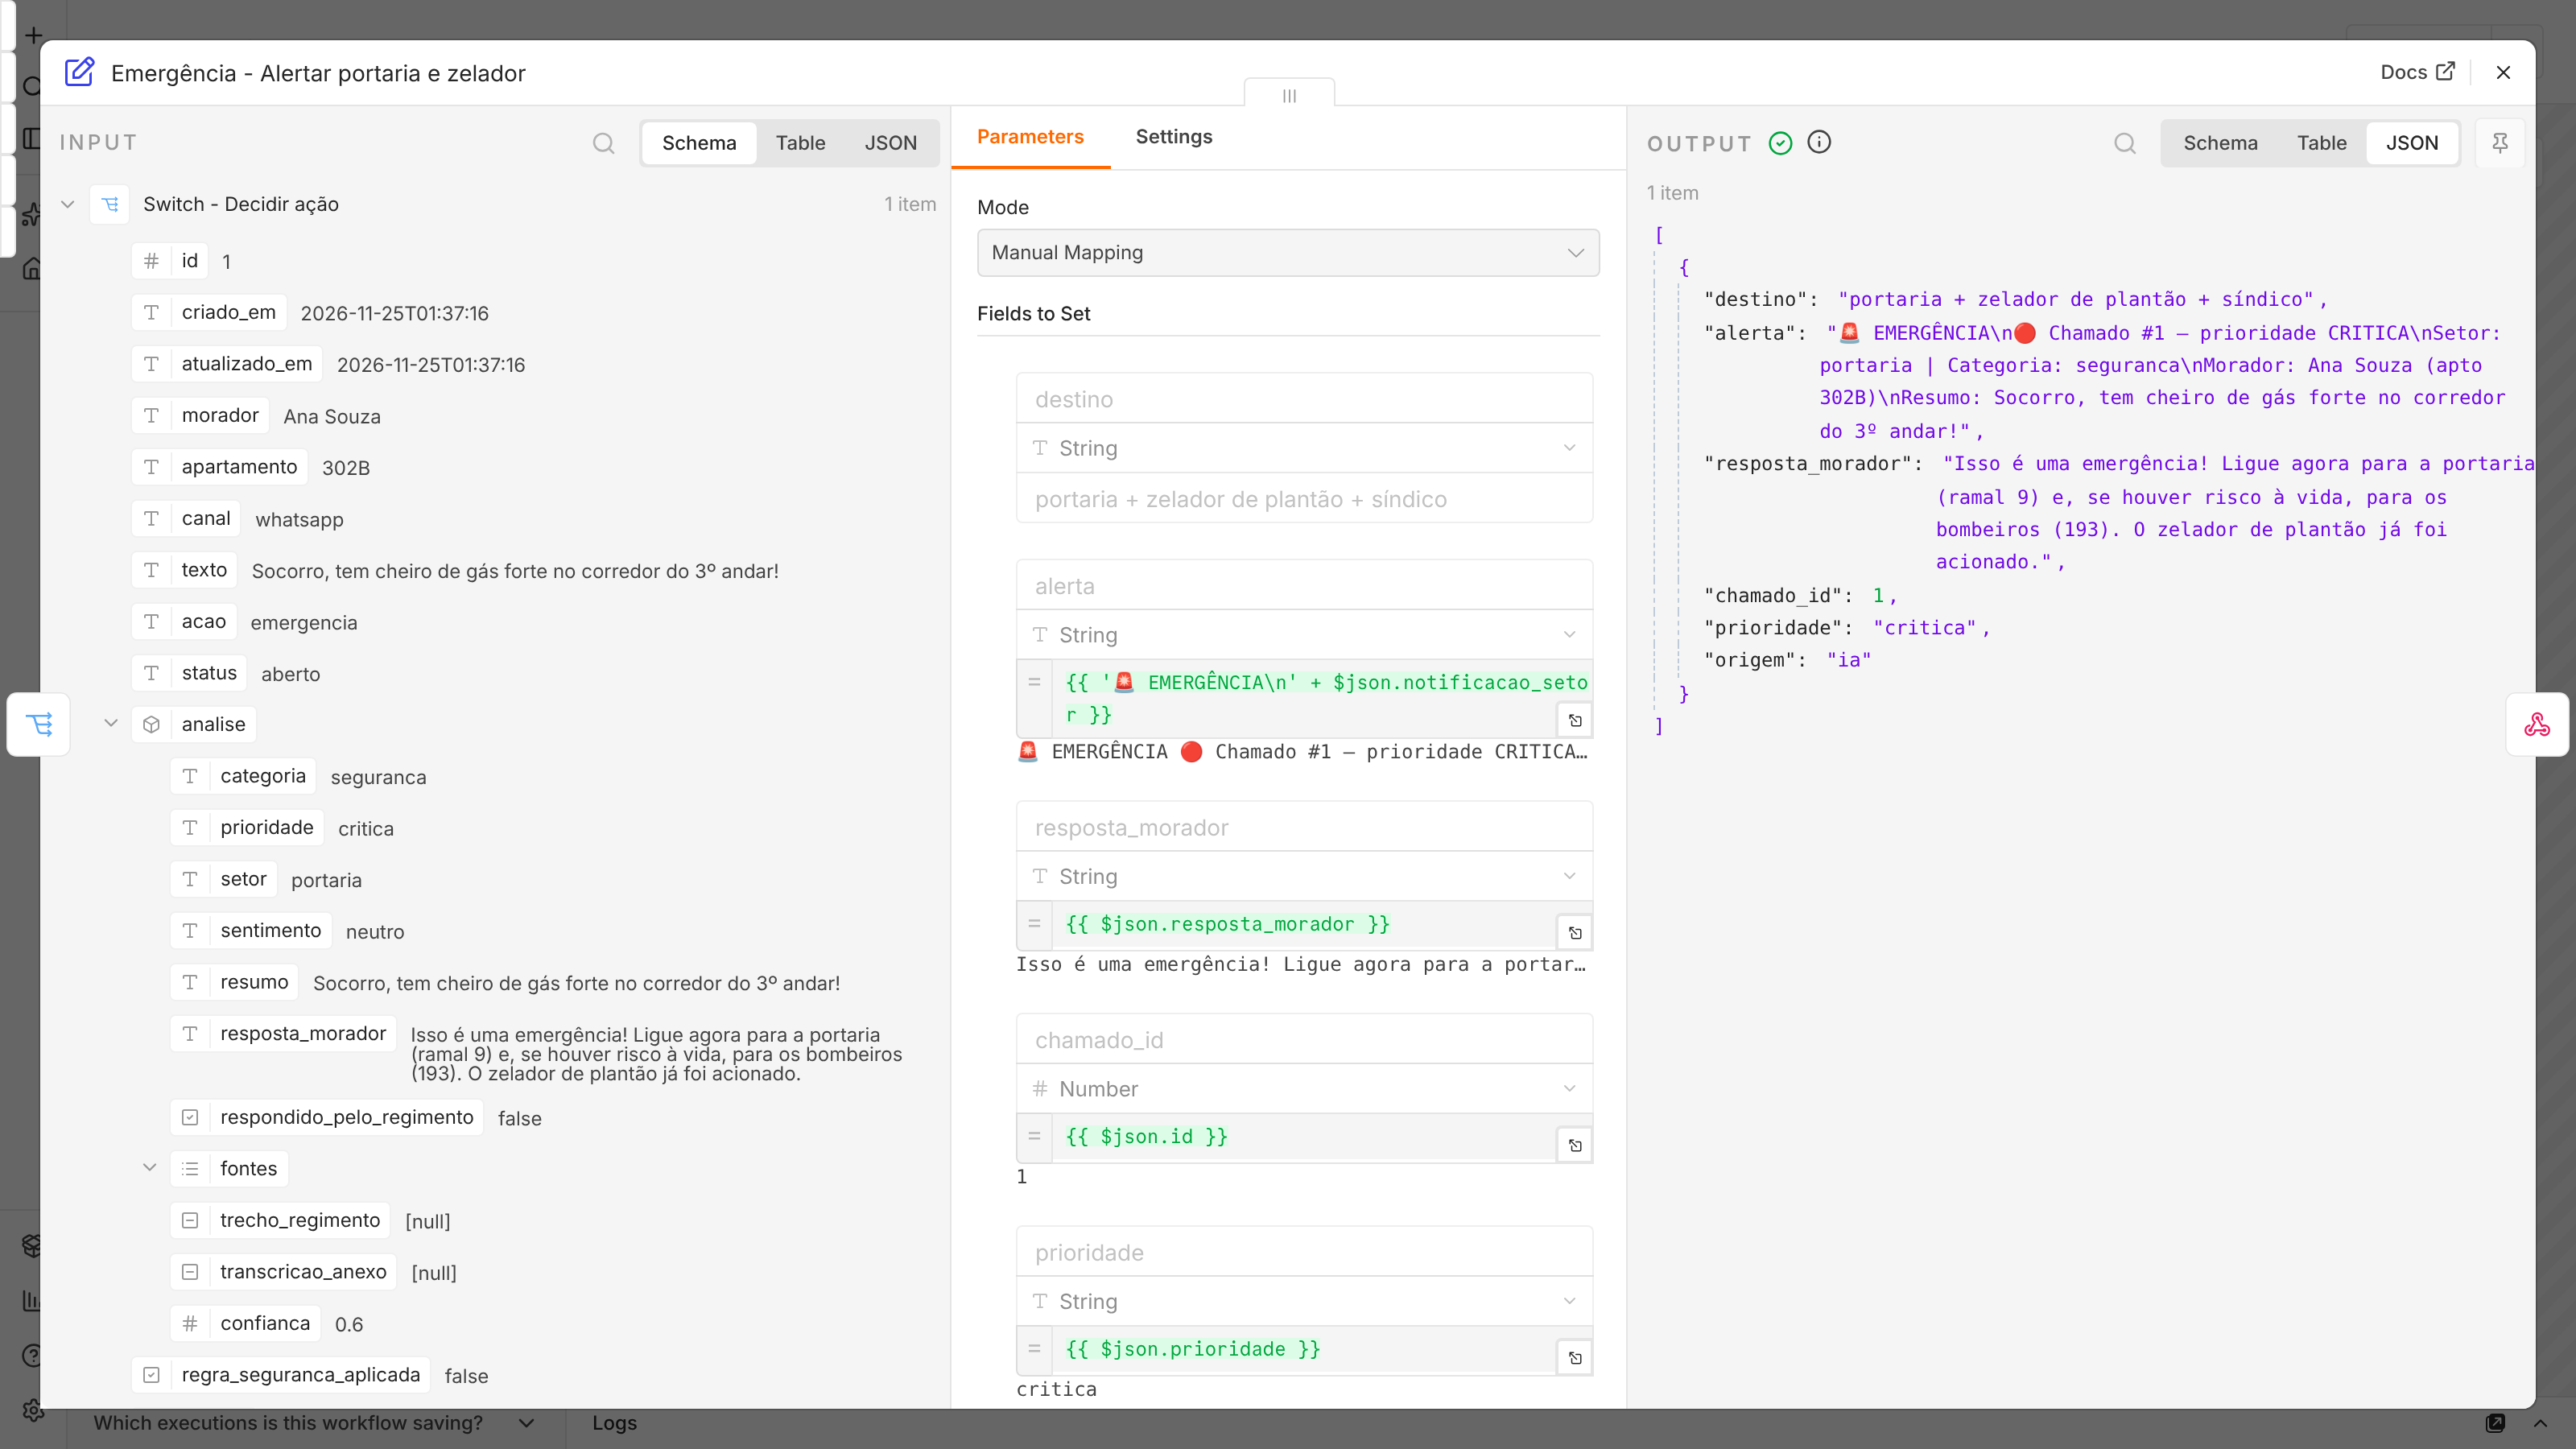 Emergência - Alertar portaria e zelador
Docs
INPUT
Schema
Table
JSON
Switch - Decidir ação
1 item
id 1
criado_em 2026-11-25T01:37:16
atualizado_em 2026-11-25T01:37:16
morador Ana Souza
apartamento 302B
canal whatsapp
texto Socorro, tem cheiro de gás forte no corredor do 3º andar!
acao emergencia
status aberto
analise
categoria seguranca
prioridade critica
setor portaria
sentimento neutro
resumo Socorro, tem cheiro de gás forte no corredor do 3º andar!
resposta_morador Isso é uma emergência! Ligue agora para a portaria
(ramal 9) e, se houver risco à vida, para os bombeiros
(193). O zelador de plantão já foi acionado.
respondido_pelo_regimento false
fontes
trecho_regimento [null]
transcricao_anexo [null]
confianca 0.6
regra_seguranca_aplicada false
Parameters
Settings
Mode
Manual Mapping
Fields to Set
destino
String
portaria + zelador de plantão + síndico
alerta
String
= {{ '🚨 EMERGÊNCIA\n' + $json.notificacao_seto
r }}
🚨 EMERGÊNCIA 🔴 Chamado #1 — prioridade CRITICA…
resposta_morador
String
= {{ $json.resposta_morador }}
Isso é uma emergência! Ligue agora para a portar…
chamado_id
Number
= {{ $json.id }}
1
prioridade
String
= {{ $json.prioridade }}
critica
OUTPUT
Schema
Table
JSON
1 item
[
{
"destino": "portaria + zelador de plantão + síndico",
"alerta": "🚨 EMERGÊNCIA\n🔴 Chamado #1 — prioridade CRITICA\nSetor:
portaria | Categoria: seguranca\nMorador: Ana Souza (apto
302B)\nResumo: Socorro, tem cheiro de gás forte no corredor
do 3º andar!",
"resposta_morador": "Isso é uma emergência! Ligue agora para a portaria
(ramal 9) e, se houver risco à vida, para os
bombeiros (193). O zelador de plantão já foi
acionado.",
"chamado_id": 1,
"prioridade": "critica",
"origem": "ia"
}
]
Which executions is this workflow saving?
Logs